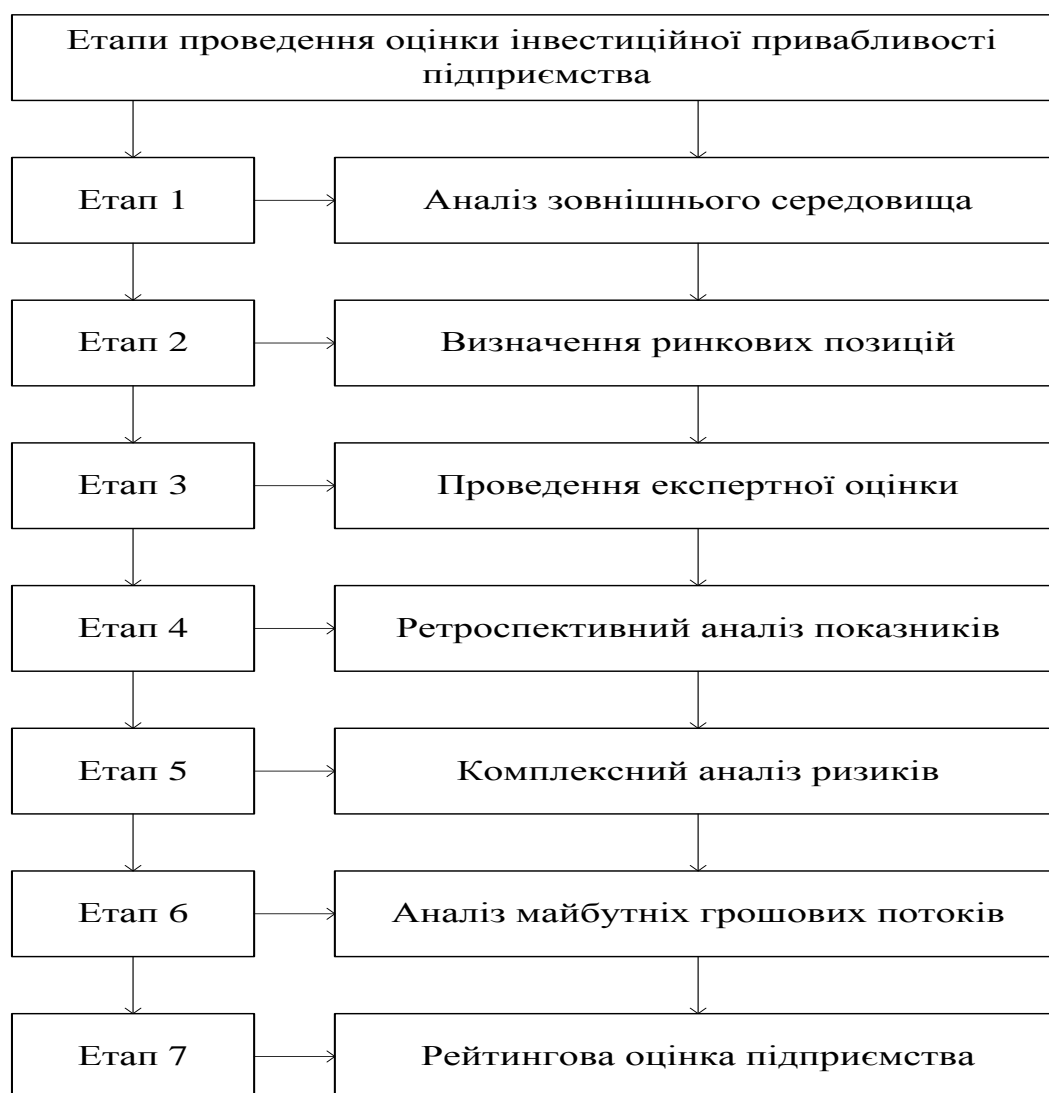 Етапи проведення оцінки інвестиційної привабливості
підприємства
Етап 1
Аналіз зовнішнього середовища
Етап 2
Визначення ринкових позицій
Етап 3
Проведення експертної оцінки
Етап 4
Ретроспективний аналіз показників
Етап 5
Комплексний аналіз ризиків
Етап 6
Аналіз майбутніх грошових потоків
Етап 7
Рейтингова оцінка підприємства